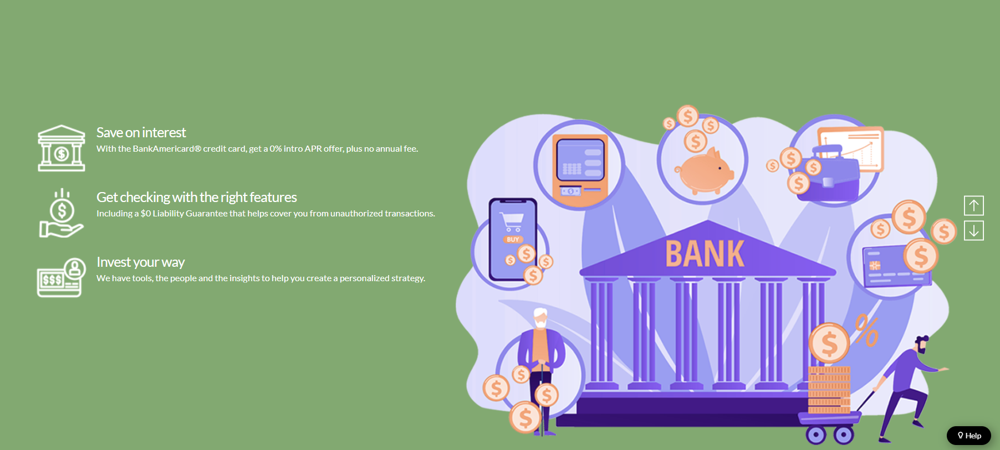 Save on interest
With the BankAmericard® credit card, get a 0% intro APR offer, plus no annual fee.
Get checking with the right features
Including a $0 Liability Guarantee that helps cover you from unauthorized transactions.
$$$
Invest your way
We have tools, the people and the insights to help you create a personalized strategy.
BUY
BANK
%
Help